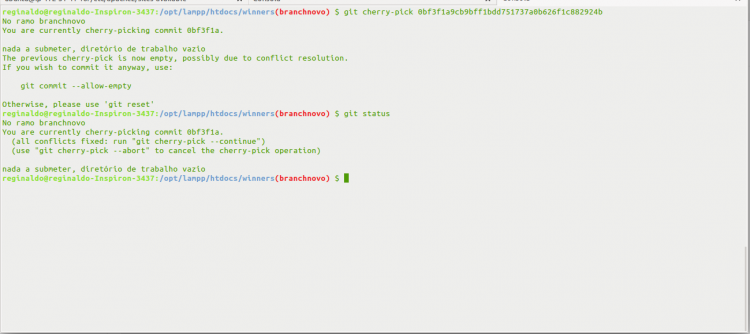 reginaldo@reginaldo-Inspiron-3437:/opt/lampp/htdocs/winners(branchnovo) $ git cherry-pick 0bf3f1a9cb9bff1bdd751737a0b626f1c882924b
No ramo branchnovo
You are currently cherry-picking commit 0bf3f1a.
nada a submeter, diretório de trabalho vazio
The previous cherry-pick is now empty, possibly due to conflict resolution.
If you wish to commit it anyway, use:
git commit --allow-empty
Otherwise, please use 'git reset'
reginaldo@reginaldo-Inspiron-3437:/opt/lampp/htdocs/winners(branchnovo) $ git status
No ramo branchnovo
You are currently cherry-picking commit 0bf3f1a.
(all conflicts fixed: run "git cherry-pick --continue")
(use "git cherry-pick --abort" to cancel the cherry-pick operation)
nada a submeter, diretório de trabalho vazio
reginaldo@reginaldo-Inspiron-3437:/opt/lampp/htdocs/winners(branchnovo) $